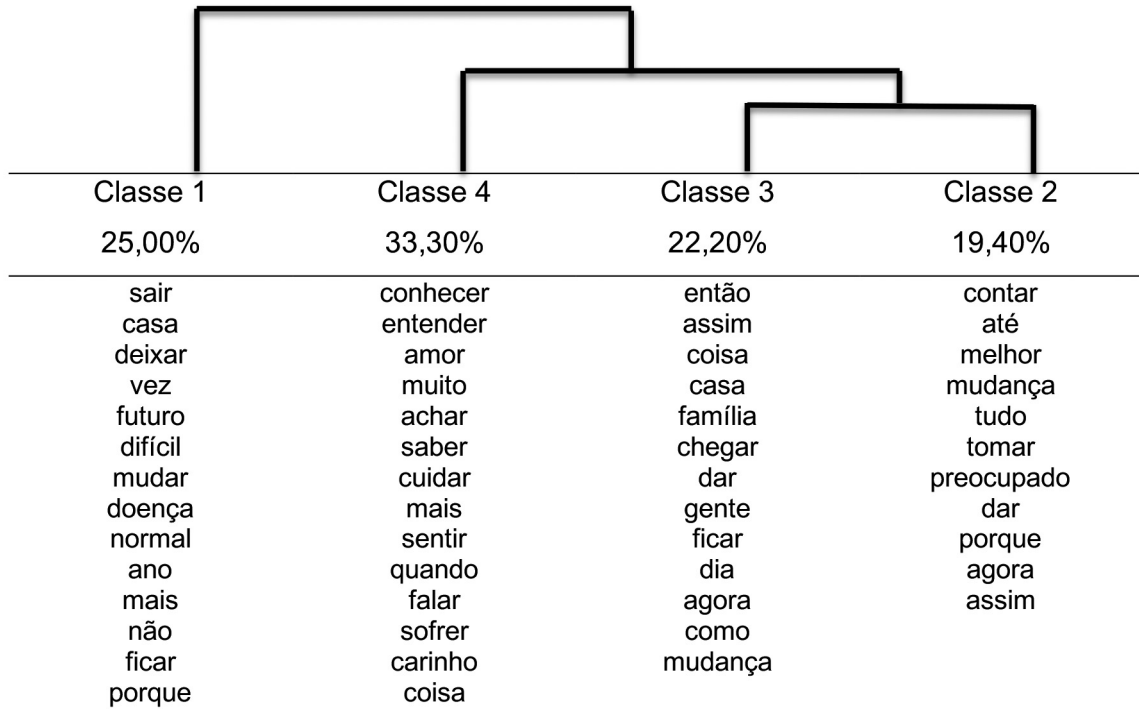 Classe 1 Classe 4 Classe 3 Classe 2
25,00% 33,30% 22,20% 19,40%
sair conhecer então contar
casa entender assim até
deixar amor coisa melhor
vez muito casa mudança
futuro achar família tudo
difícil saber chegar tomar
mudar cuidar dar preocupado
doença mais gente dar
normal sentir ficar porque
ano quando dia agora
mais falar agora assim
não sofrer como
ficar carinho mudança
porque coisa